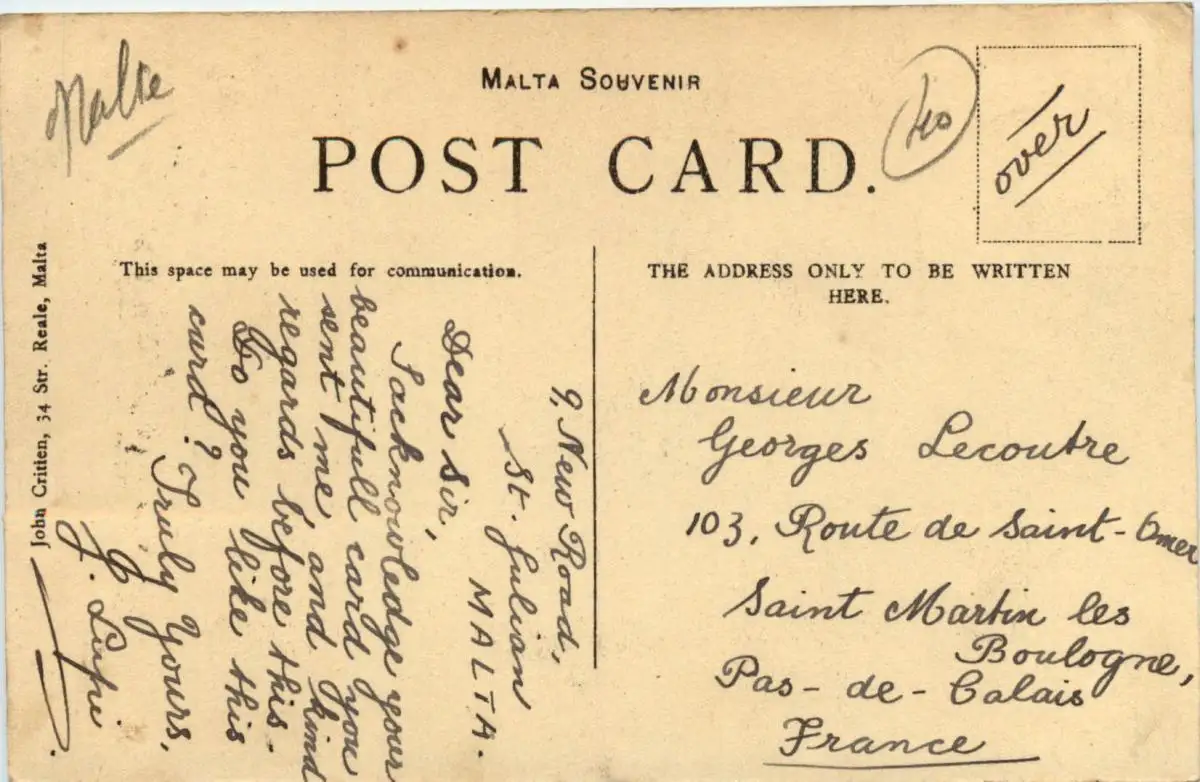 Malte
MALTA SOUVENIR
POST CARD.
over
This space may be used for communication.
THE ADDRESS ONLY TO BE WRITTEN
HERE.
John Critien, 34 Str. Reale, Malta
9, New Road,
St. Julian
MALTA.
Dear Sir,
I acknowledge your
beautifull card you
sent me, and kind
regards before this.
Do you like this
card?
Truly Yours,
Monsieur
Georges Lecoutre
103, Route de Saint-Omer
Saint Martin les
Boulogne,
Pas-de-Calais
France